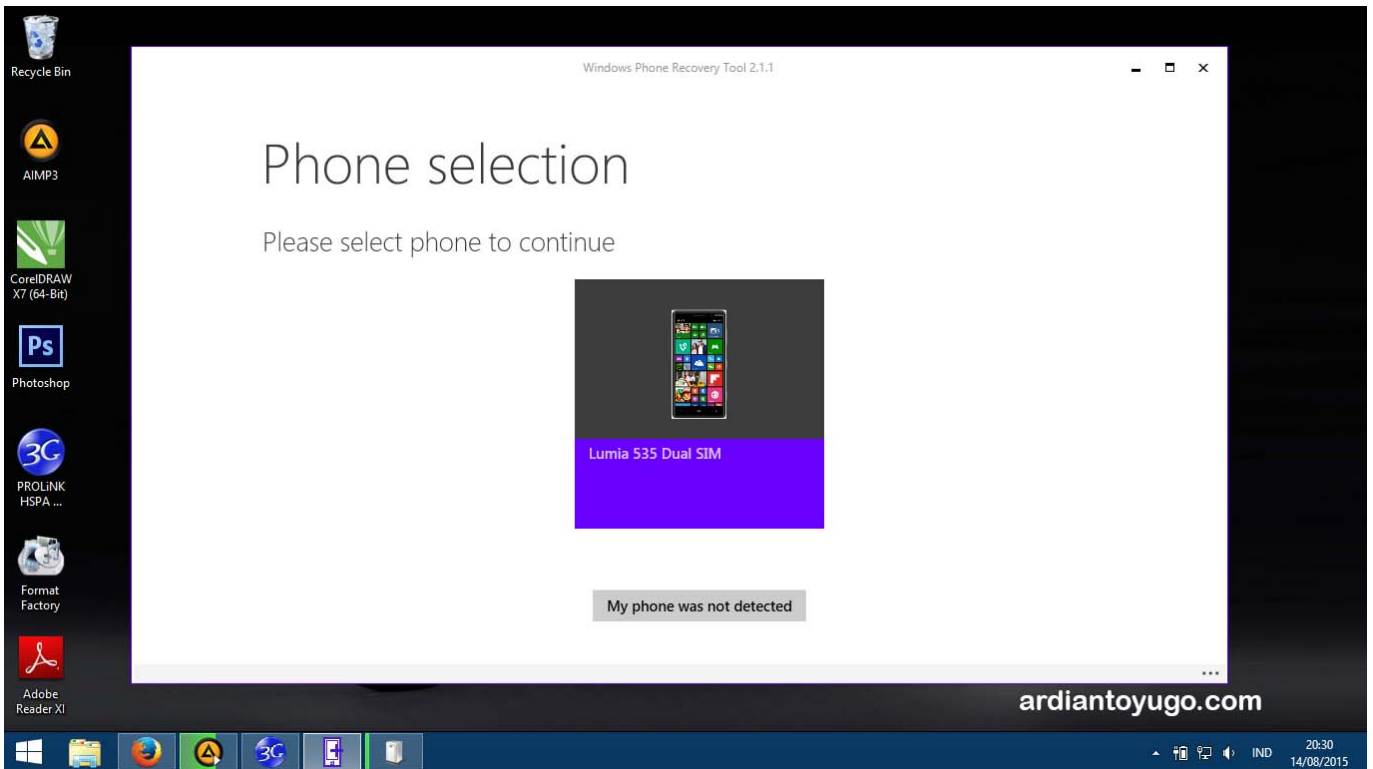 Recycle Bin
AIMP3
CorelDRAW
X7 (64-Bit)
Ps
Photoshop
3G
PROLiNK
HSPA ...
Format
Factory
Adobe
Reader XI
Windows Phone Recovery Tool 2.1.1
Phone selection
Please select phone to continue
Lumia 535 Dual SIM
My phone was not detected
...
ardiantoyugo.com
3G
IND
20:30
14/08/2015